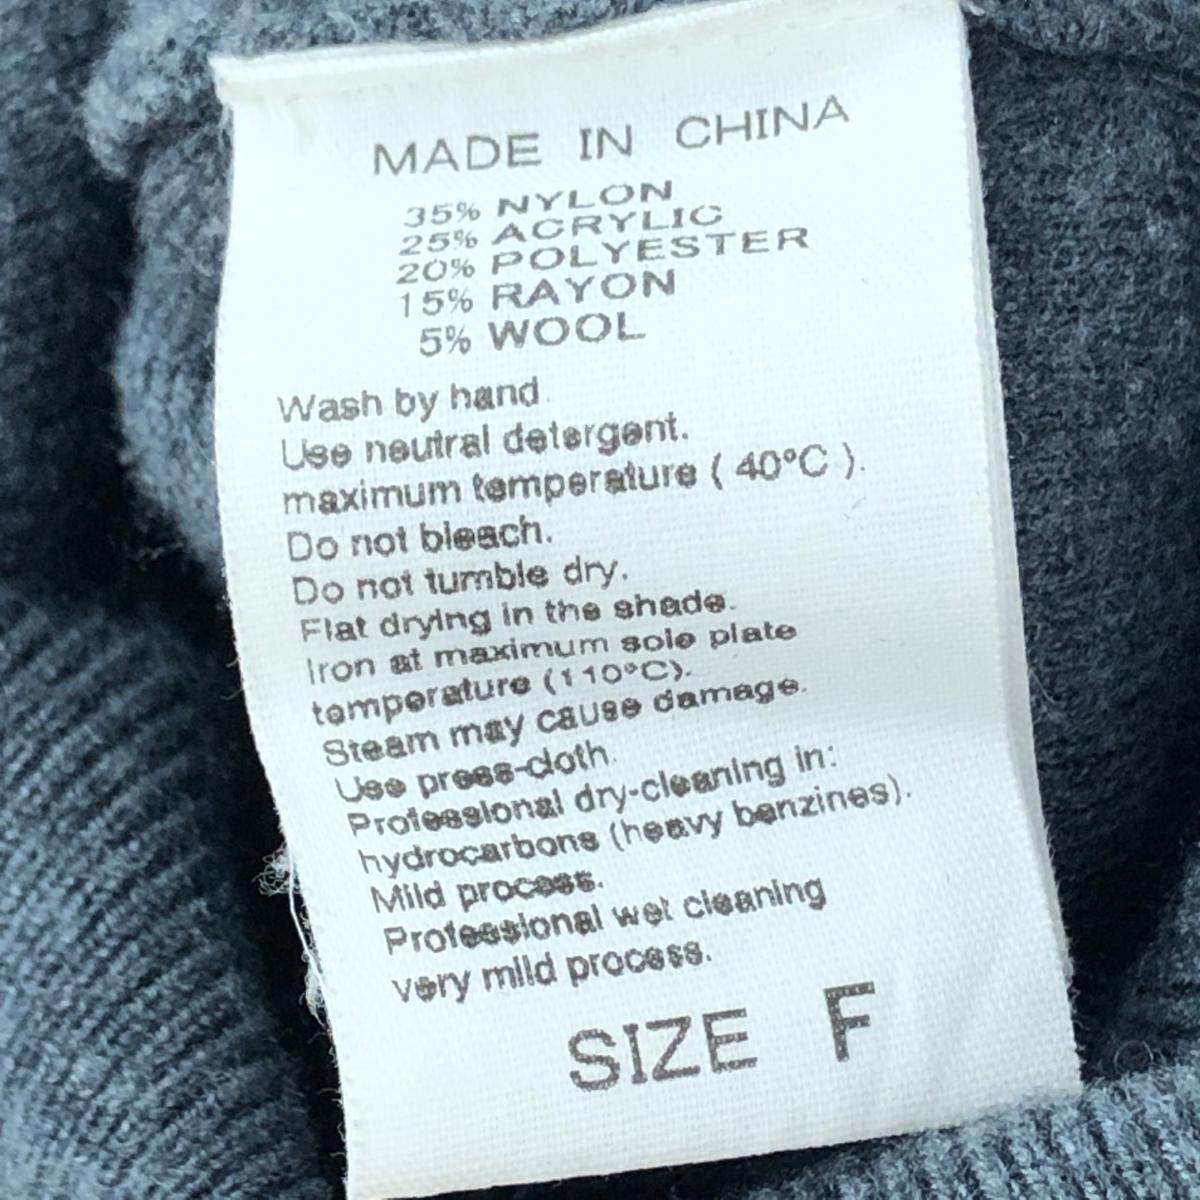 MADE IN CHINA
35% NYLON
25% ACRYLIC
20% POLYESTER
15% RAYON
5% WOOL
Wash by hand.
Use neutral detergent.
maximum temperature ( 40°C ).
Do not bleach.
Do not tumble dry.
Flat drying in the shade.
Iron at maximum sole plate
temperature (110°C).
Steam may cause damage.
Use press-cloth.
Professional dry-cleaning in:
hydrocarbons (heavy benzines).
Mild process.
Professional wet cleaning
very mild process.
SIZE F